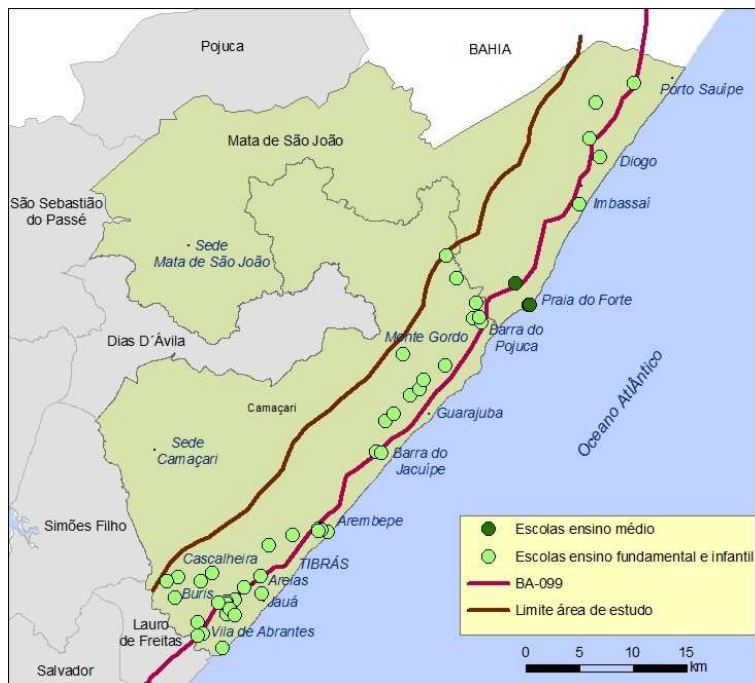 Pojuca
BAHIA
Porto Sauípe
Mata de São João
Diogo
São Sebastião
do Passé
Imbassaí
Sede
Mata de São João
Praia do Forte
Dias D´Ávila
Monte Gordo
Barra do
Pojuca
Camaçari
Guarajuba
Oceano Atlântico
Sede
Camaçari
Barra do
Jacuípe
Simões Filho
Arembepe
Cascalheira
TIBRÁS
Buris
Areias
Jauá
Lauro
de Freitas
Vila de Abrantes
Salvador
Escolas ensino médio
Escolas ensino fundamental e infantil
BA-099
Limite área de estudo
0 5 10 15
km